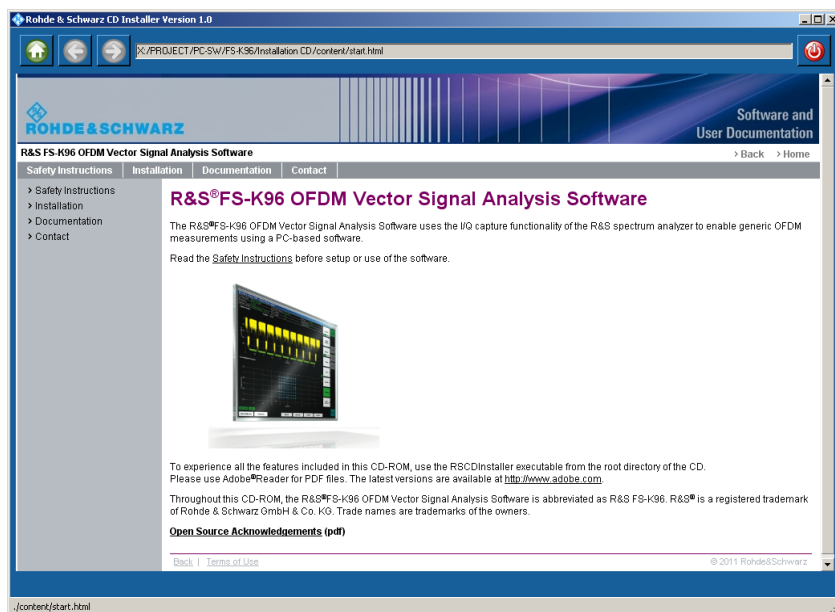 Rohde & Schwarz CD Installer Version 1.0
X:/PROJECT/PC-SW/FS-K96/Installation CD/content/start.html
ROHDE&SCHWARZ
Software and
User Documentation
R&S FS-K96 OFDM Vector Signal Analysis Software
> Back > Home
Safety Instructions Installation Documentation Contact
> Safety Instructions
> Installation
> Documentation
> Contact
R&S®FS-K96 OFDM Vector Signal Analysis Software
The R&S®FS-K96 OFDM Vector Signal Analysis Software uses the I/Q capture functionality of the R&S spectrum analyzer to enable generic OFDM
measurements using a PC-based software.
Read the Safety Instructions before setup or use of the software.
To experience all the features included in this CD-ROM, use the RSCDInstaller executable from the root directory of the CD.
Please use Adobe®Reader for PDF files. The latest versions are available at http://www.adobe.com.
Throughout this CD-ROM, the R&S®FS-K96 OFDM Vector Signal Analysis Software is abbreviated as R&S FS-K96. R&S® is a registered trademark
of Rohde & Schwarz GmbH & Co. KG. Trade names are trademarks of the owners.
Open Source Acknowledgements (pdf)
Back | Terms of Use
© 2011 Rohde&Schwarz
./content/start.html